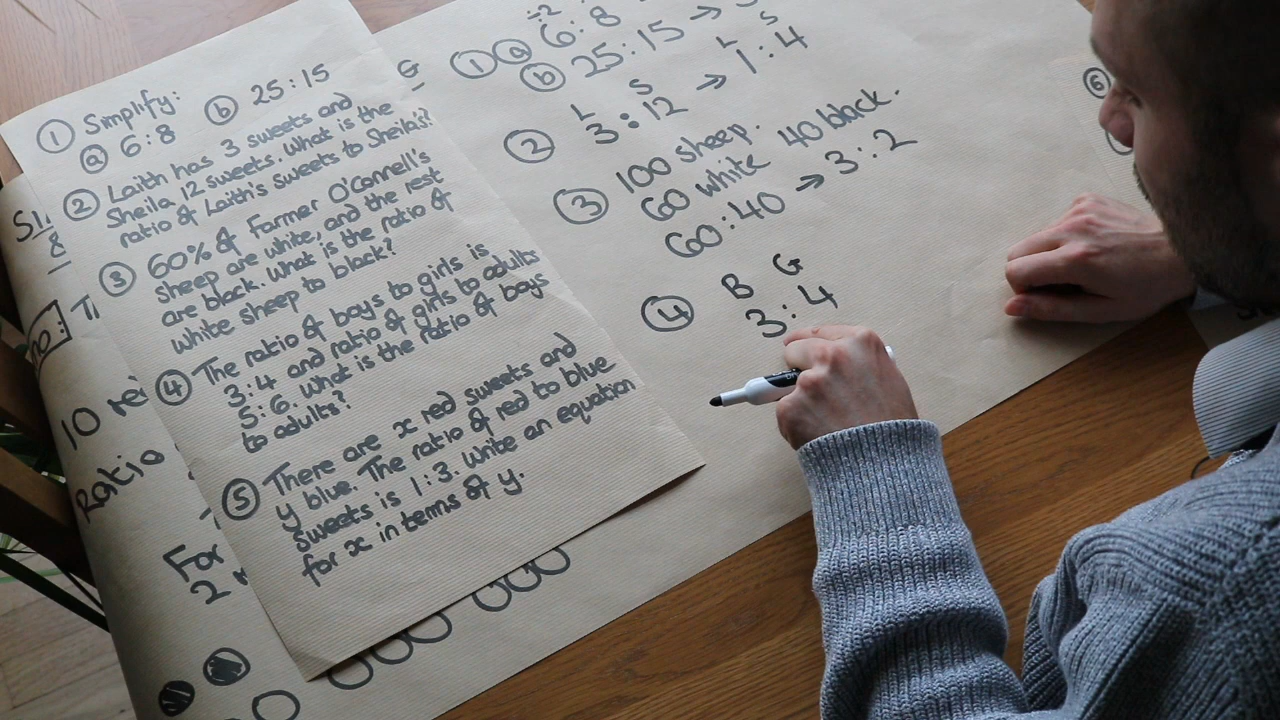 ① Simplify:
ⓐ 6:8 ⓑ 25:15
② Laith has 3 sweets and
Sheila 12 sweets. What is the
ratio of Laith's sweets to Sheila's?
③ 60% of Farmer O'Connell's
sheep are white, and the rest
are black. What is the ratio of
white sheep to black?
④ The ratio of boys to girls is
3:4 and ratio of girls to adults
5:6. What is the ratio of boys
to adults?
⑤ There are x red sweets and
y blue. The ratio of red to blue
sweets is 1:3. Write an equation
for x in terms of y.
10
Ratio
For
2
G
÷2
① ⓐ 6:8
ⓑ 25:15 →
L S L S
② 3:12 → 1:4
③ 100 sheep.
60 white 40 black.
60:40 → 3:2
④ B G
3:4
⑥